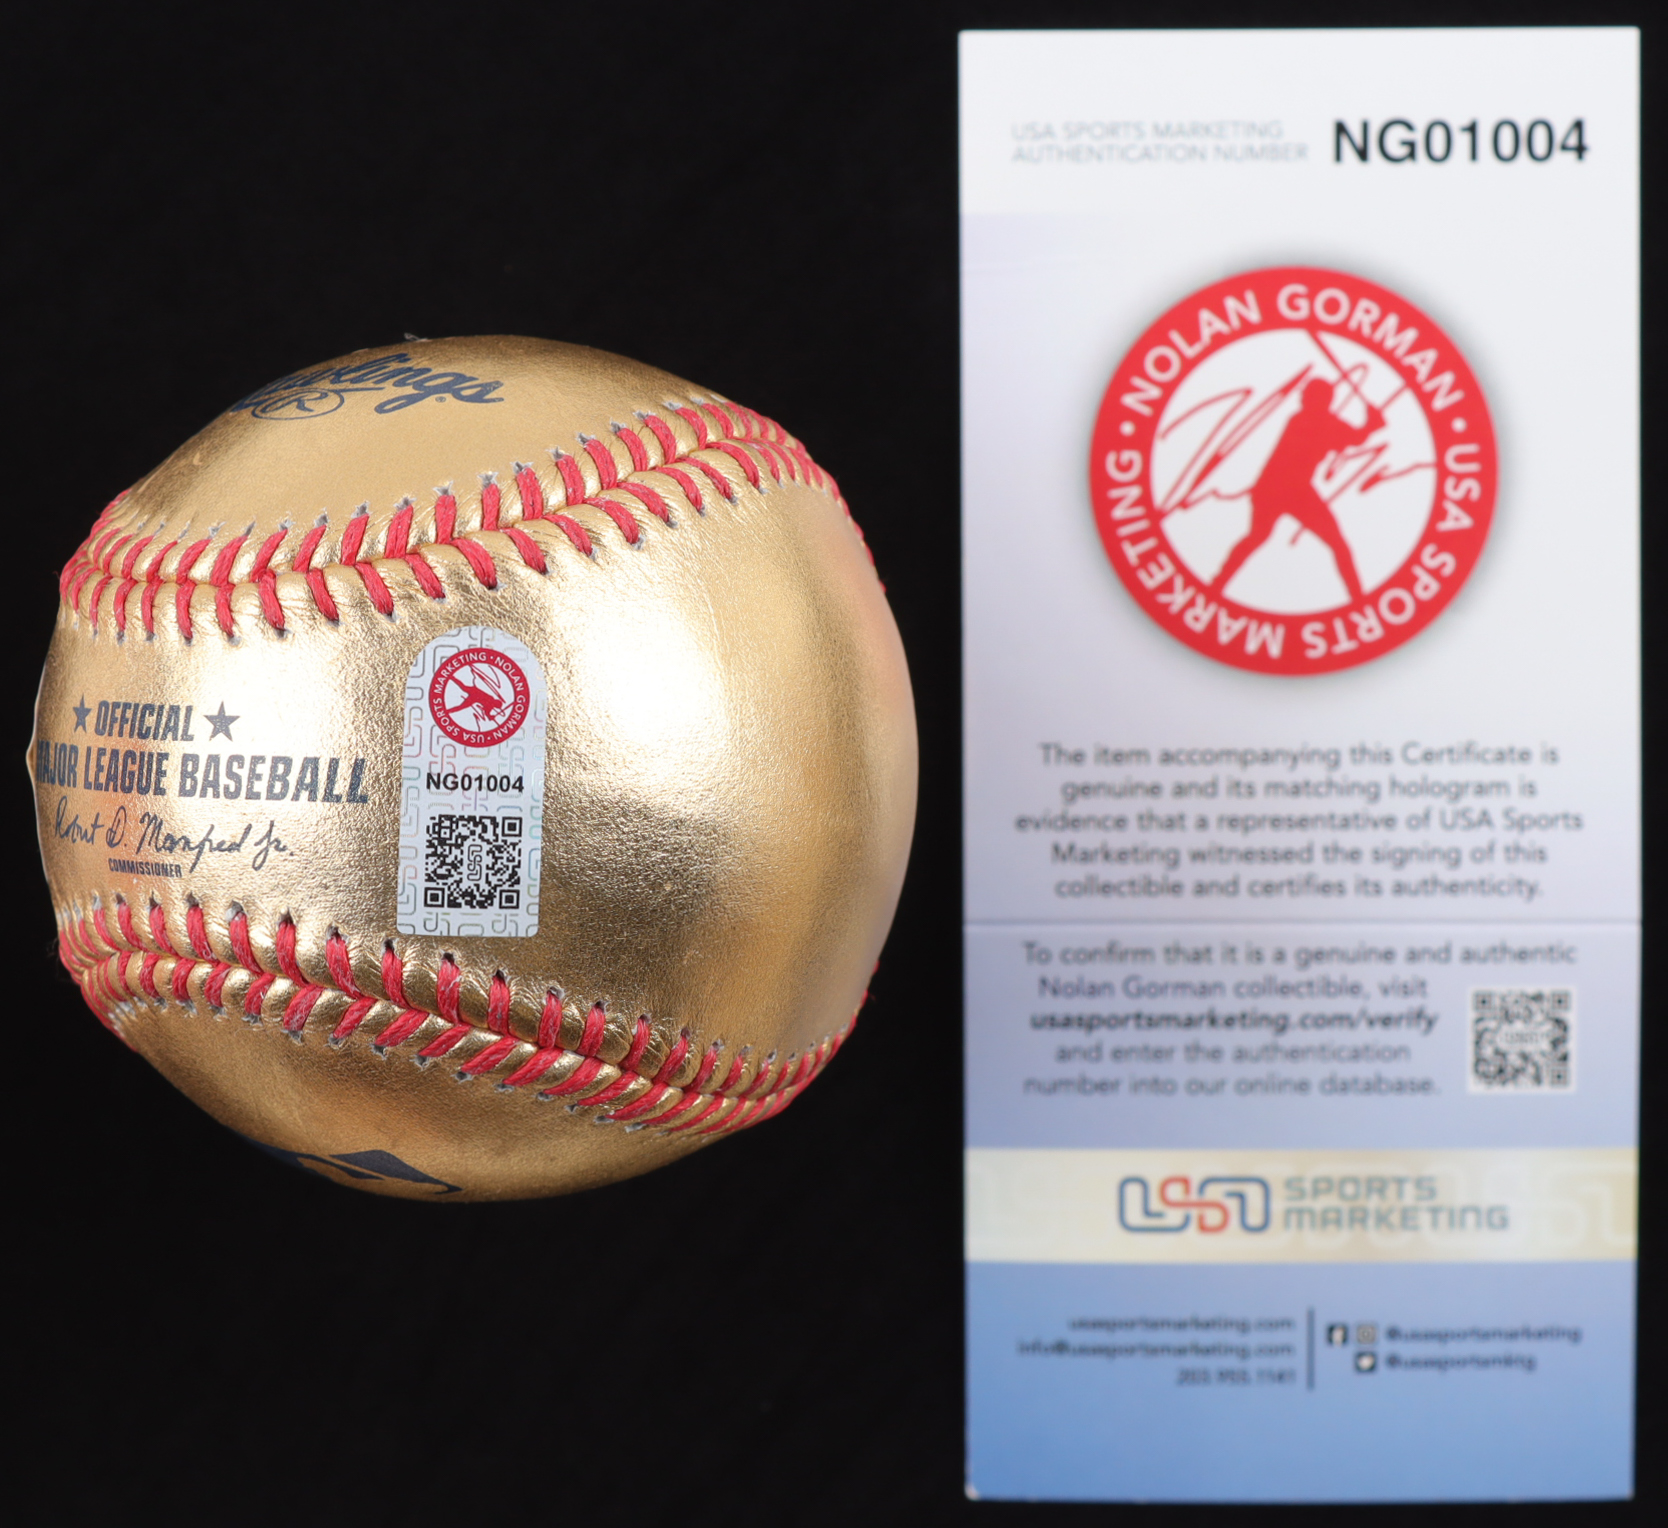 Rawlings
R
OFFICIAL
MAJOR LEAGUE BASEBALL
Robert D. Manfred Jr.
COMMISSIONER
NOLAN GORMAN · USA SPORTS MARKETING ·
NG01004
USA SPORTS MARKETING
AUTHENTICATION NUMBER NG01004
NOLAN GORMAN · USA SPORTS MARKETING ·
The item accompanying this Certificate is
genuine and its matching hologram is
evidence that a representative of USA Sports
Marketing witnessed the signing of this
collectible and certifies its authenticity.
To confirm that it is a genuine and authentic
Nolan Gorman collectible, visit
usasportsmarketing.com/verify
and enter the authentication
number into our online database.
USA SPORTS
MARKETING
usasportsmarketing.com
info@usasportsmarketing.com
203.955.1141
@usasportsmarketing
@usasportsmktg